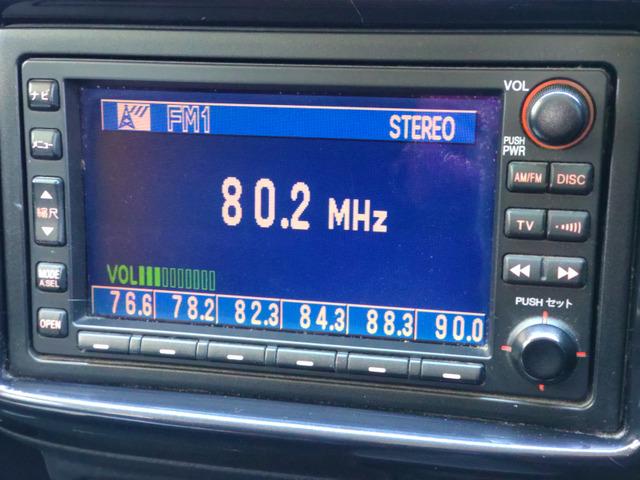 ナビ
メニュー
縮尺
MODE
A.SEL
OPEN
FM1
STEREO
80.2 MHz
VOL
76.6 78.2 82.3 84.3 88.3 90.0
VOL
PUSH
PWR
AM/FM DISC
TV
PUSH セット